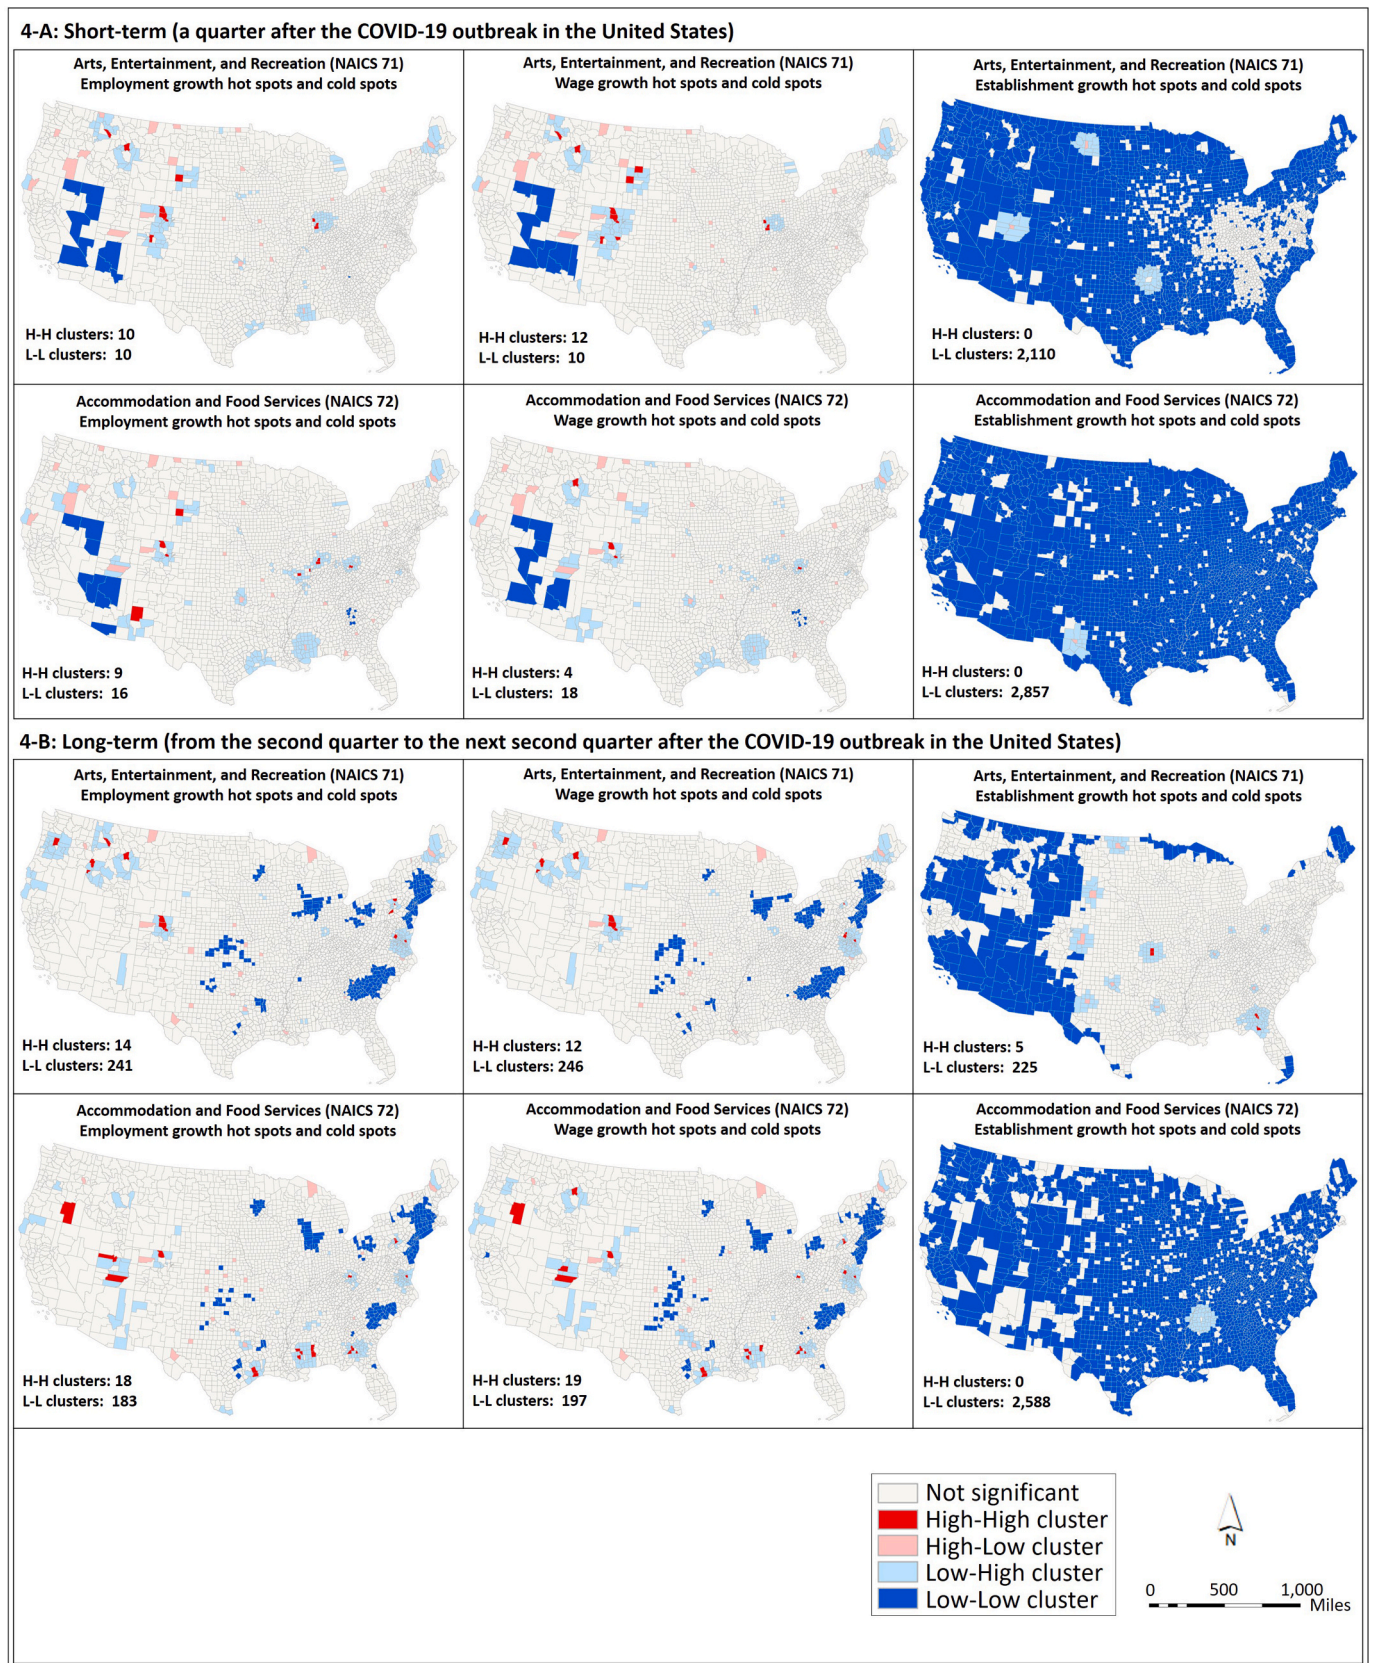 4-A: Short-term (a quarter after the COVID-19 outbreak in the United States)
Arts, Entertainment, and Recreation (NAICS 71)
Employment growth hot spots and cold spots
H-H clusters: 10
L-L clusters: 10
Arts, Entertainment, and Recreation (NAICS 71)
Wage growth hot spots and cold spots
H-H clusters: 12
L-L clusters: 10
Arts, Entertainment, and Recreation (NAICS 71)
Establishment growth hot spots and cold spots
H-H clusters: 0
L-L clusters: 2,110
Accommodation and Food Services (NAICS 72)
Employment growth hot spots and cold spots
H-H clusters: 9
L-L clusters: 16
Accommodation and Food Services (NAICS 72)
Wage growth hot spots and cold spots
H-H clusters: 4
L-L clusters: 18
Accommodation and Food Services (NAICS 72)
Establishment growth hot spots and cold spots
H-H clusters: 0
L-L clusters: 2,857
4-B: Long-term (from the second quarter to the next second quarter after the COVID-19 outbreak in the United States)
Arts, Entertainment, and Recreation (NAICS 71)
Employment growth hot spots and cold spots
H-H clusters: 14
L-L clusters: 241
Arts, Entertainment, and Recreation (NAICS 71)
Wage growth hot spots and cold spots
H-H clusters: 12
L-L clusters: 246
Arts, Entertainment, and Recreation (NAICS 71)
Establishment growth hot spots and cold spots
H-H clusters: 5
L-L clusters: 225
Accommodation and Food Services (NAICS 72)
Employment growth hot spots and cold spots
H-H clusters: 18
L-L clusters: 183
Accommodation and Food Services (NAICS 72)
Wage growth hot spots and cold spots
H-H clusters: 19
L-L clusters: 197
Accommodation and Food Services (NAICS 72)
Establishment growth hot spots and cold spots
H-H clusters: 0
L-L clusters: 2,588
Not significant
High-High cluster
High-Low cluster
Low-High cluster
Low-Low cluster
N
0 500 1,000
Miles